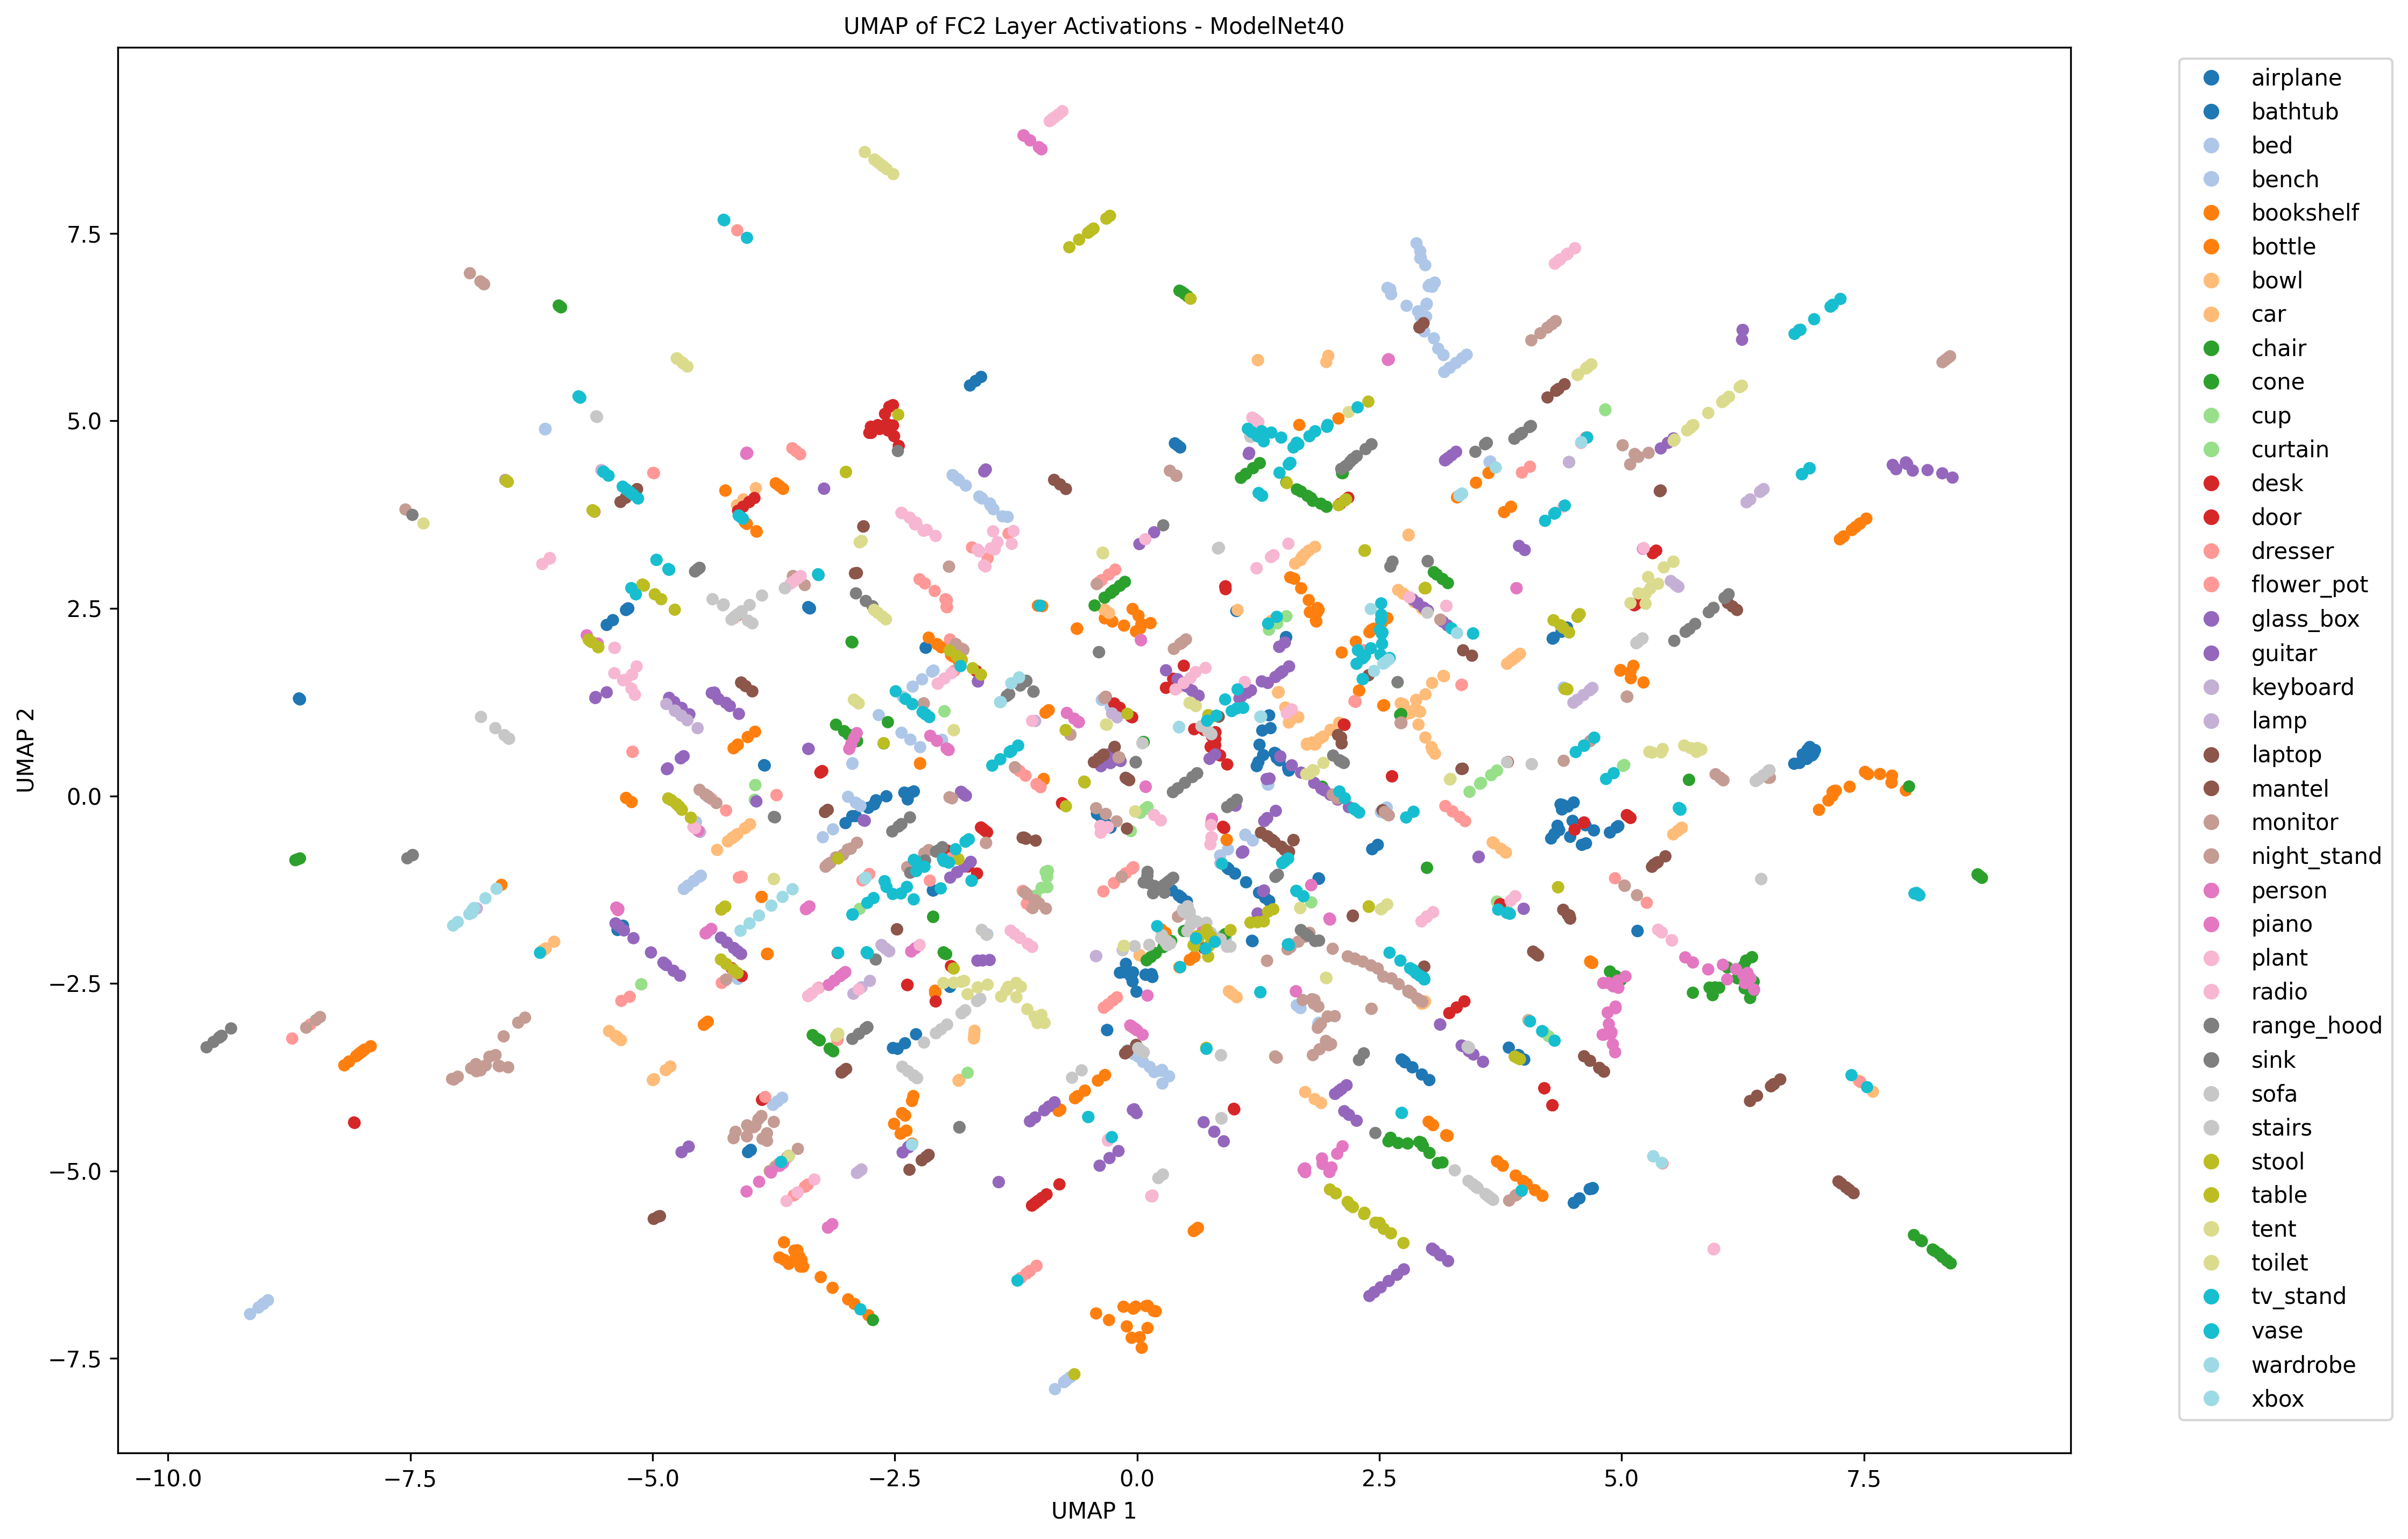 UMAP of FC2 Layer Activations - ModelNet40
UMAP 2
7.5
5.0
2.5
0.0
−2.5
−5.0
−7.5
−10.0
−7.5
−5.0
−2.5
0.0
2.5
5.0
7.5
UMAP 1
airplane
bathtub
bed
bench
bookshelf
bottle
bowl
car
chair
cone
cup
curtain
desk
door
dresser
flower_pot
glass_box
guitar
keyboard
lamp
laptop
mantel
monitor
night_stand
person
piano
plant
radio
range_hood
sink
sofa
stairs
stool
table
tent
toilet
tv_stand
vase
wardrobe
xbox